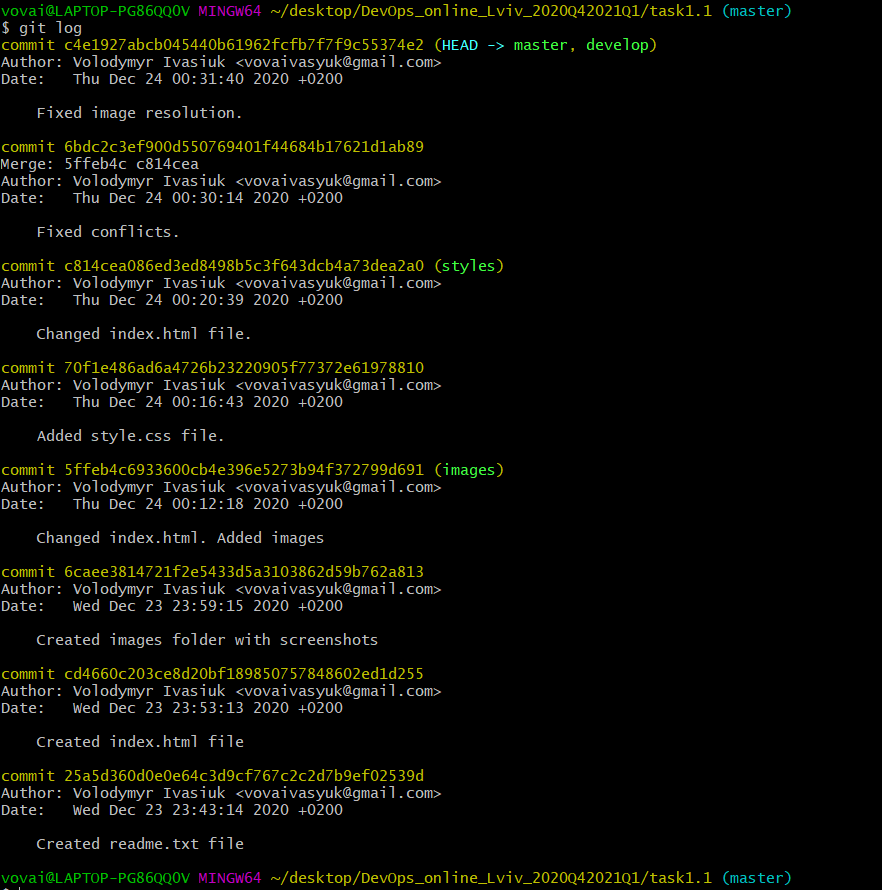 vovai@LAPTOP-PG86QQ0V MINGW64 ~/desktop/DevOps_online_Lviv_2020Q42021Q1/task1.1 (master)
$ git log
commit c4e1927abcb045440b61962fcfb7f7f9c55374e2 (HEAD -> master, develop)
Author: Volodymyr Ivasiuk <vovaivasyuk@gmail.com>
Date:   Thu Dec 24 00:31:40 2020 +0200
    Fixed image resolution.
commit 6bdc2c3ef900d550769401f44684b17621d1ab89
Merge: 5ffeb4c c814cea
Author: Volodymyr Ivasiuk <vovaivasyuk@gmail.com>
Date:   Thu Dec 24 00:30:14 2020 +0200
    Fixed conflicts.
commit c814cea086ed3ed8498b5c3f643dcb4a73dea2a0 (styles)
Author: Volodymyr Ivasiuk <vovaivasyuk@gmail.com>
Date:   Thu Dec 24 00:20:39 2020 +0200
    Changed index.html file.
commit 70f1e486ad6a4726b23220905f77372e61978810
Author: Volodymyr Ivasiuk <vovaivasyuk@gmail.com>
Date:   Thu Dec 24 00:16:43 2020 +0200
    Added style.css file.
commit 5ffeb4c6933600cb4e396e5273b94f372799d691 (images)
Author: Volodymyr Ivasiuk <vovaivasyuk@gmail.com>
Date:   Thu Dec 24 00:12:18 2020 +0200
    Changed index.html. Added images
commit 6caee3814721f2e5433d5a3103862d59b762a813
Author: Volodymyr Ivasiuk <vovaivasyuk@gmail.com>
Date:   Wed Dec 23 23:59:15 2020 +0200
    Created images folder with screenshots
commit cd4660c203ce8d20bf189850757848602ed1d255
Author: Volodymyr Ivasiuk <vovaivasyuk@gmail.com>
Date:   Wed Dec 23 23:53:13 2020 +0200
    Created index.html file
commit 25a5d360d0e0e64c3d9cf767c2c2d7b9ef02539d
Author: Volodymyr Ivasiuk <vovaivasyuk@gmail.com>
Date:   Wed Dec 23 23:43:14 2020 +0200
    Created readme.txt file
vovai@LAPTOP-PG86QQ0V MINGW64 ~/desktop/DevOps_online_Lviv_2020Q42021Q1/task1.1 (master)